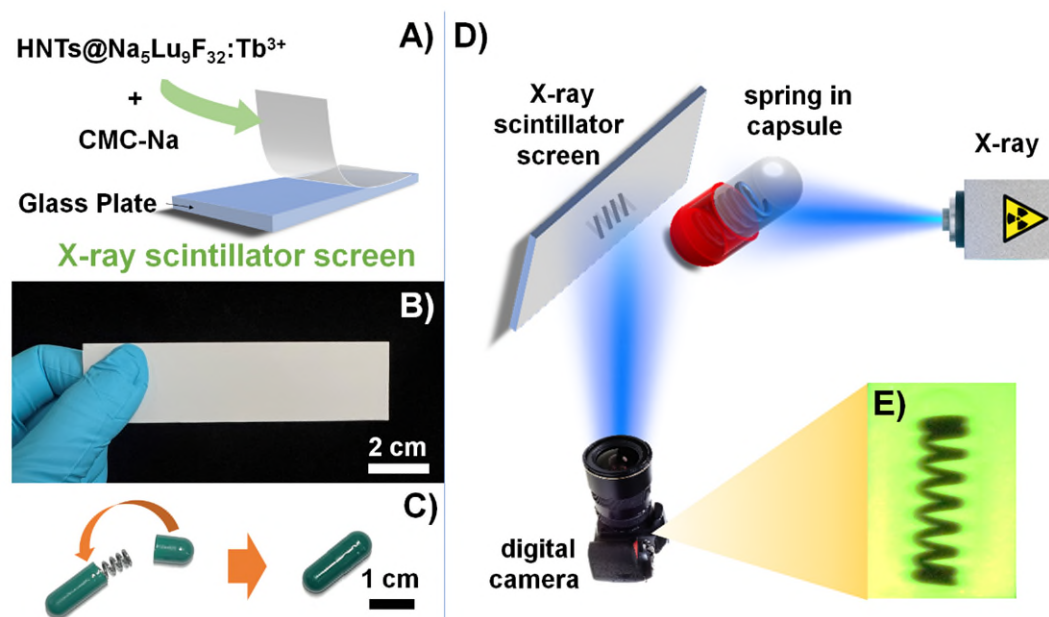 A)
HNTs@Na₅Lu₉F₃₂:Tb³⁺
+
CMC-Na
Glass Plate
X-ray scintillator screen
B)
2 cm
C)
1 cm
D)
X-ray
scintillator
screen
spring in
capsule
X-ray
digital
camera
E)